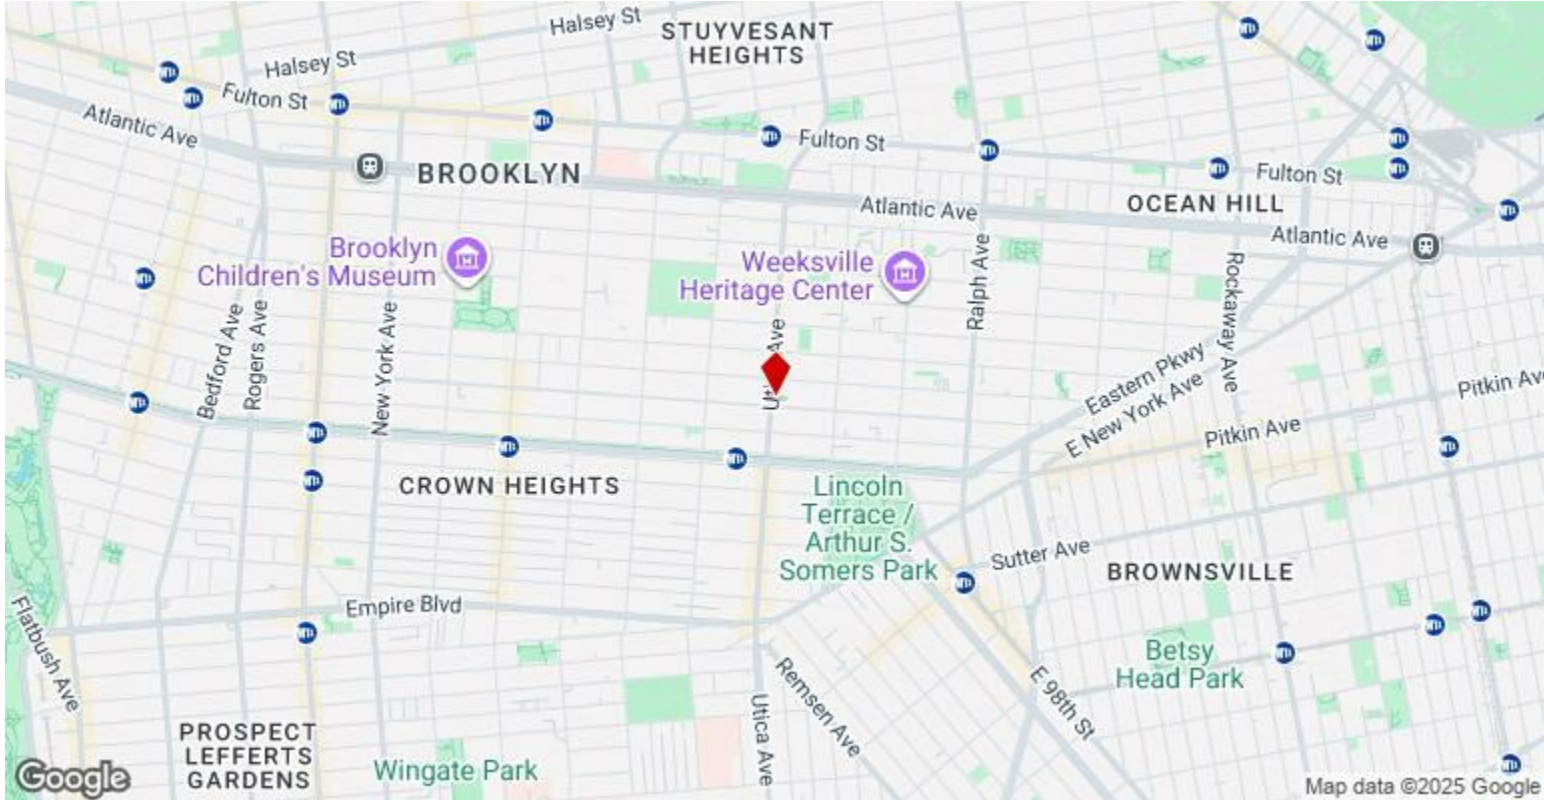 Halsey St
STUYVESANT
HEIGHTS
Halsey St
Fulton St
Atlantic Ave
Fulton St
BROOKLYN
Fulton St
OCEAN HILL
Atlantic Ave
Atlantic Ave
Brooklyn
Children's Museum
Weeksville
Heritage Center
Ralph Ave
Rockaway Ave
Bedford Ave
Rogers Ave
New York Ave
Ave
Eastern Pkwy
E New York Ave
Pitkin Ave
Pitkin Ave
CROWN HEIGHTS
Lincoln
Terrace /
Arthur S.
Somers Park
Sutter Ave
BROWNSVILLE
Empire Blvd
Flatbush Ave
Betsy
Head Park
Remsen Ave
E 98th St
Utica Ave
PROSPECT
LEFFERTS
GARDENS
Wingate Park
Google
Map data ©2025 Google